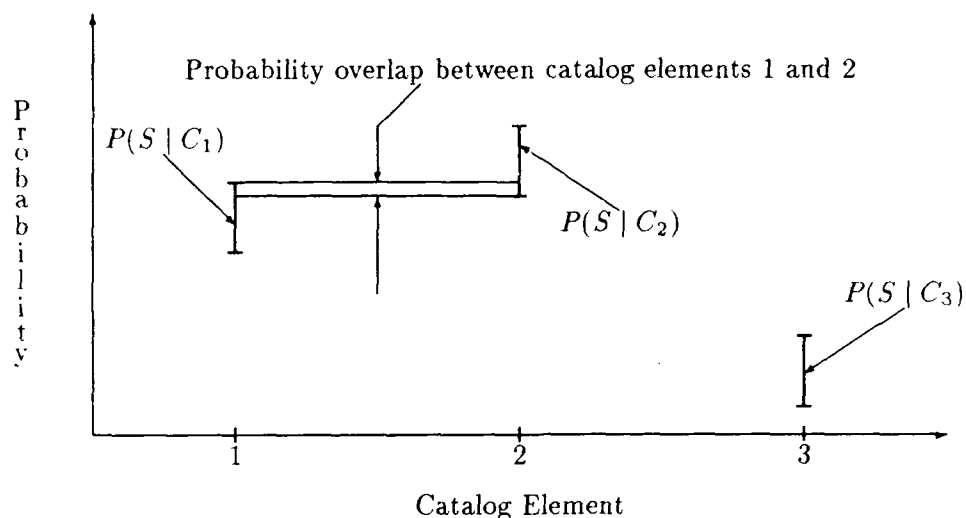 Probability overlap between catalog elements 1 and 2
Probability
P(S | C₁)
P(S | C₂)
P(S | C₃)
1 2 3
Catalog Element